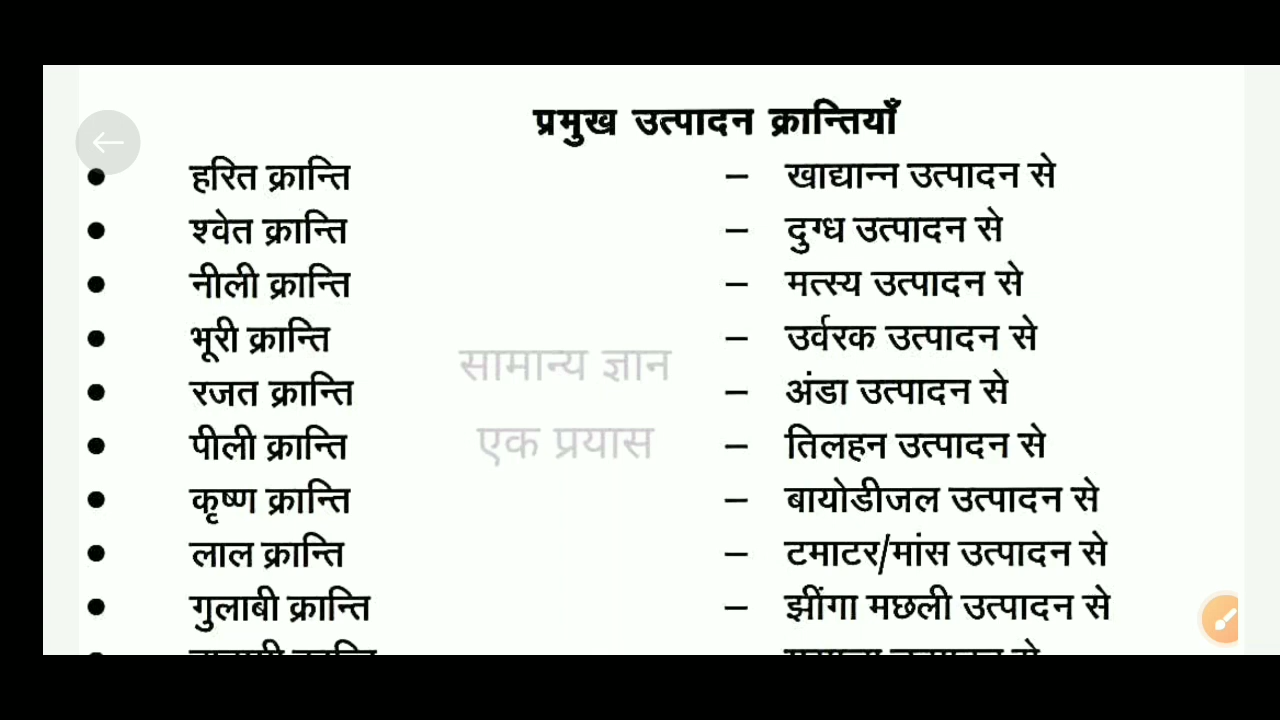 प्रमुख उत्पादन क्रान्तियाँ
• हरित क्रान्ति – खाद्यान्न उत्पादन से
• श्वेत क्रान्ति – दुग्ध उत्पादन से
• नीली क्रान्ति – मत्स्य उत्पादन से
• भूरी क्रान्ति – उर्वरक उत्पादन से
सामान्य ज्ञान
• रजत क्रान्ति – अंडा उत्पादन से
• पीली क्रान्ति – तिलहन उत्पादन से
एक प्रयास
• कृष्ण क्रान्ति – बायोडीजल उत्पादन से
• लाल क्रान्ति – टमाटर/मांस उत्पादन से
• गुलाबी क्रान्ति – झींगा मछली उत्पादन से